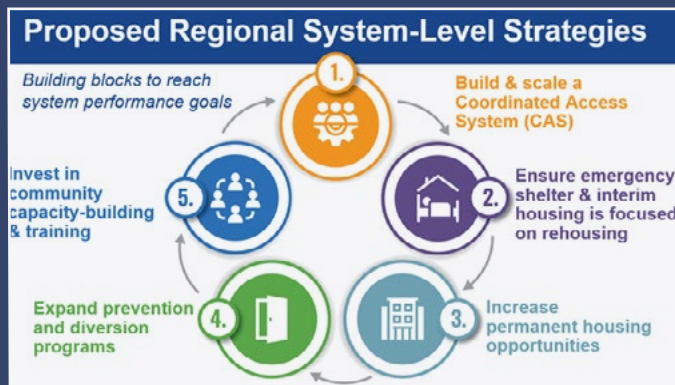 Proposed Regional System-Level Strategies
Building blocks to reach
system performance goals
1.
Build & scale a
Coordinated Access
System (CAS)
2.
Ensure emergency
shelter & interim
housing is focused
on rehousing
3.
Increase
permanent housing
opportunities
4.
Expand prevention
and diversion
programs
5.
Invest in
community
capacity-building
& training